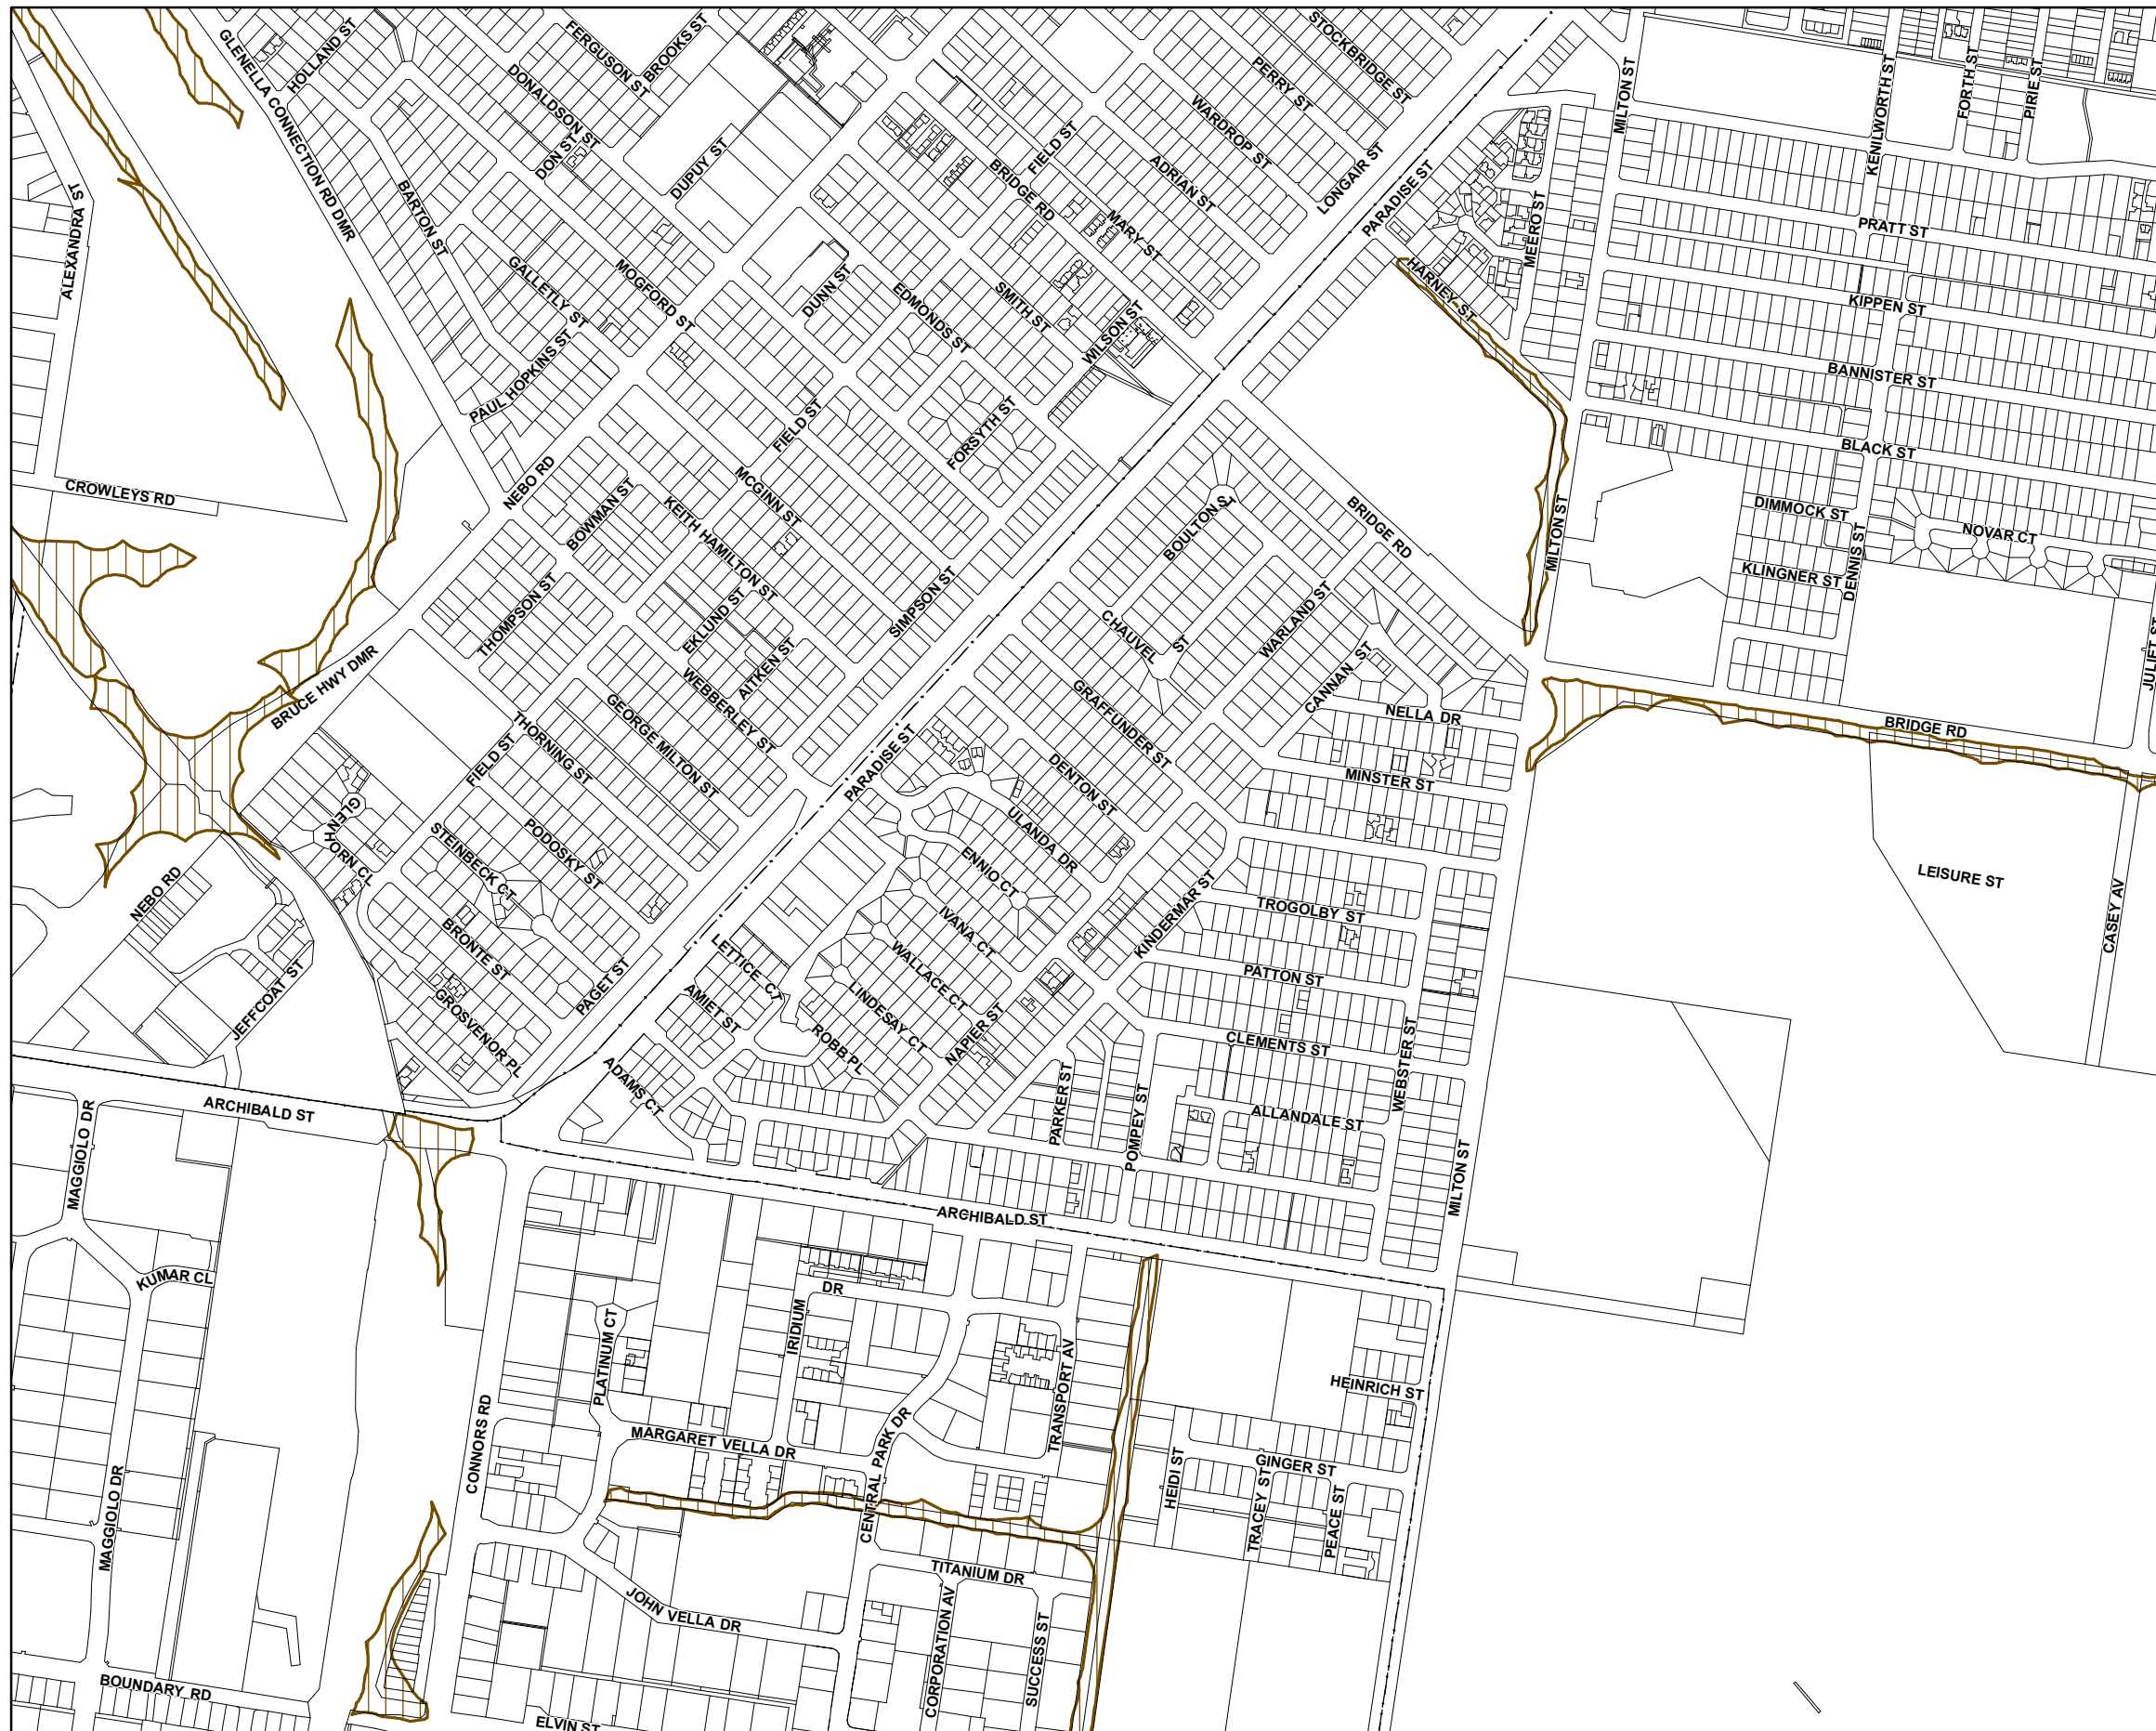 HOLLAND ST
GLENELLA CONNECTION RD DMR
FERGUSON ST
BROOKS ST
DONALDSON ST
DON ST
DUPUY ST
STOCKBRIDGE ST
PERRY ST
WARDROP ST
ADRIAN ST
LONGAIR ST
FIELD ST
BRIDGE RD
MARY ST
PARADISE ST
MILTON ST
KENILWORTH ST
FORTH ST
PIRIE ST
ALEXANDRA ST
BARTON ST
GALLETLY ST
MOGFORD ST
PAUL HOPKINS ST
DUNN ST
EDMONDS ST
SMITH ST
WILSON ST
HARNEY ST
MEERO ST
PRATT ST
KIPPEN ST
BANNISTER ST
BLACK ST
CROWLEYS RD
NEBO RD
BOWMAN ST
FIELD ST
FORSYTH ST
MCGINN ST
KEITH HAMILTON ST
BOULTON ST
BRIDGE RD
MILTON ST
DIMMOCK ST
DENNIS ST
NOVAR CT
KLINGNER ST
THOMPSON ST
EKLUND ST
AITKEN ST
SIMPSON ST
CHAUVEL ST
WARLAND ST
CANNAN ST
JULIET ST
BRUCE HWY DMR
WEBBERLEY ST
GEORGE MILTON ST
THORNING ST
FIELD ST
PARADISE ST
GRAFFUNDER ST
DENTON ST
NELLA DR
MINSTER ST
BRIDGE RD
GLENHORN CL
STEINBECK CT
PODOSKY ST
ULANDA DR
ENNIO CT
NEBO RD
BRONTE ST
IVANA CT
WALLACE CT
KINDERMAR ST
TROGOLBY ST
LEISURE ST
CASEY AV
JEFFCOAT ST
GROSVENOR PL
PAGET ST
LETTICE CT
AMIET ST
LINDESAY CT
ROBB PL
NAPIER ST
PATTON ST
CLEMENTS ST
WEBSTER ST
ADAMS CT
PARKER ST
POMPEY ST
ALLANDALE ST
MAGGIOLO DR
ARCHIBALD ST
ARCHIBALD ST
MILTON ST
KUMAR CL
PLATINUM CT
IRIDIUM
DR
TRANSPORT AV
HEINRICH ST
CONNORS RD
MARGARET VELLA DR
CENTRAL PARK DR
HEIDI ST
GINGER ST
TRACEY ST
PEACE ST
MAGGIOLO DR
TITANIUM DR
JOHN VELLA DR
CORPORATION AV
SUCCESS ST
BOUNDARY RD
ELVIN ST